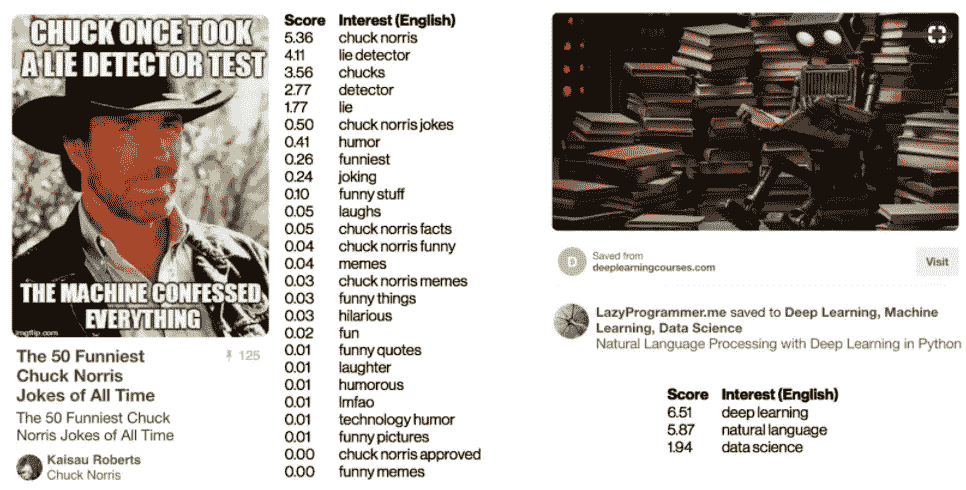 CHUCK ONCE TOOK
A LIE DETECTOR TEST
THE MACHINE CONFESSED
EVERYTHING
imgflip.com
The 50 Funniest
Chuck Norris
Jokes of All Time
125
The 50 Funniest Chuck
Norris Jokes of All Time
Kaisau Roberts
Chuck Norris
Score Interest (English)
5.36 chuck norris
4.11 lie detector
3.56 chucks
2.77 detector
1.77 lie
0.50 chuck norris jokes
0.41 humor
0.26 funniest
0.24 joking
0.10 funny stuff
0.05 laughs
0.05 chuck norris facts
0.04 chuck norris funny
0.04 memes
0.03 chuck norris memes
0.03 funny things
0.03 hilarious
0.02 fun
0.01 funny quotes
0.01 laughter
0.01 humorous
0.01 lmfao
0.01 technology humor
0.01 funny pictures
0.00 chuck norris approved
0.00 funny memes
D
Saved from
deeplearningcourses.com
Visit
LazyProgrammer.me saved to Deep Learning, Machine
Learning, Data Science
Natural Language Processing with Deep Learning in Python
Score Interest (English)
6.51 deep learning
5.87 natural language
1.94 data science